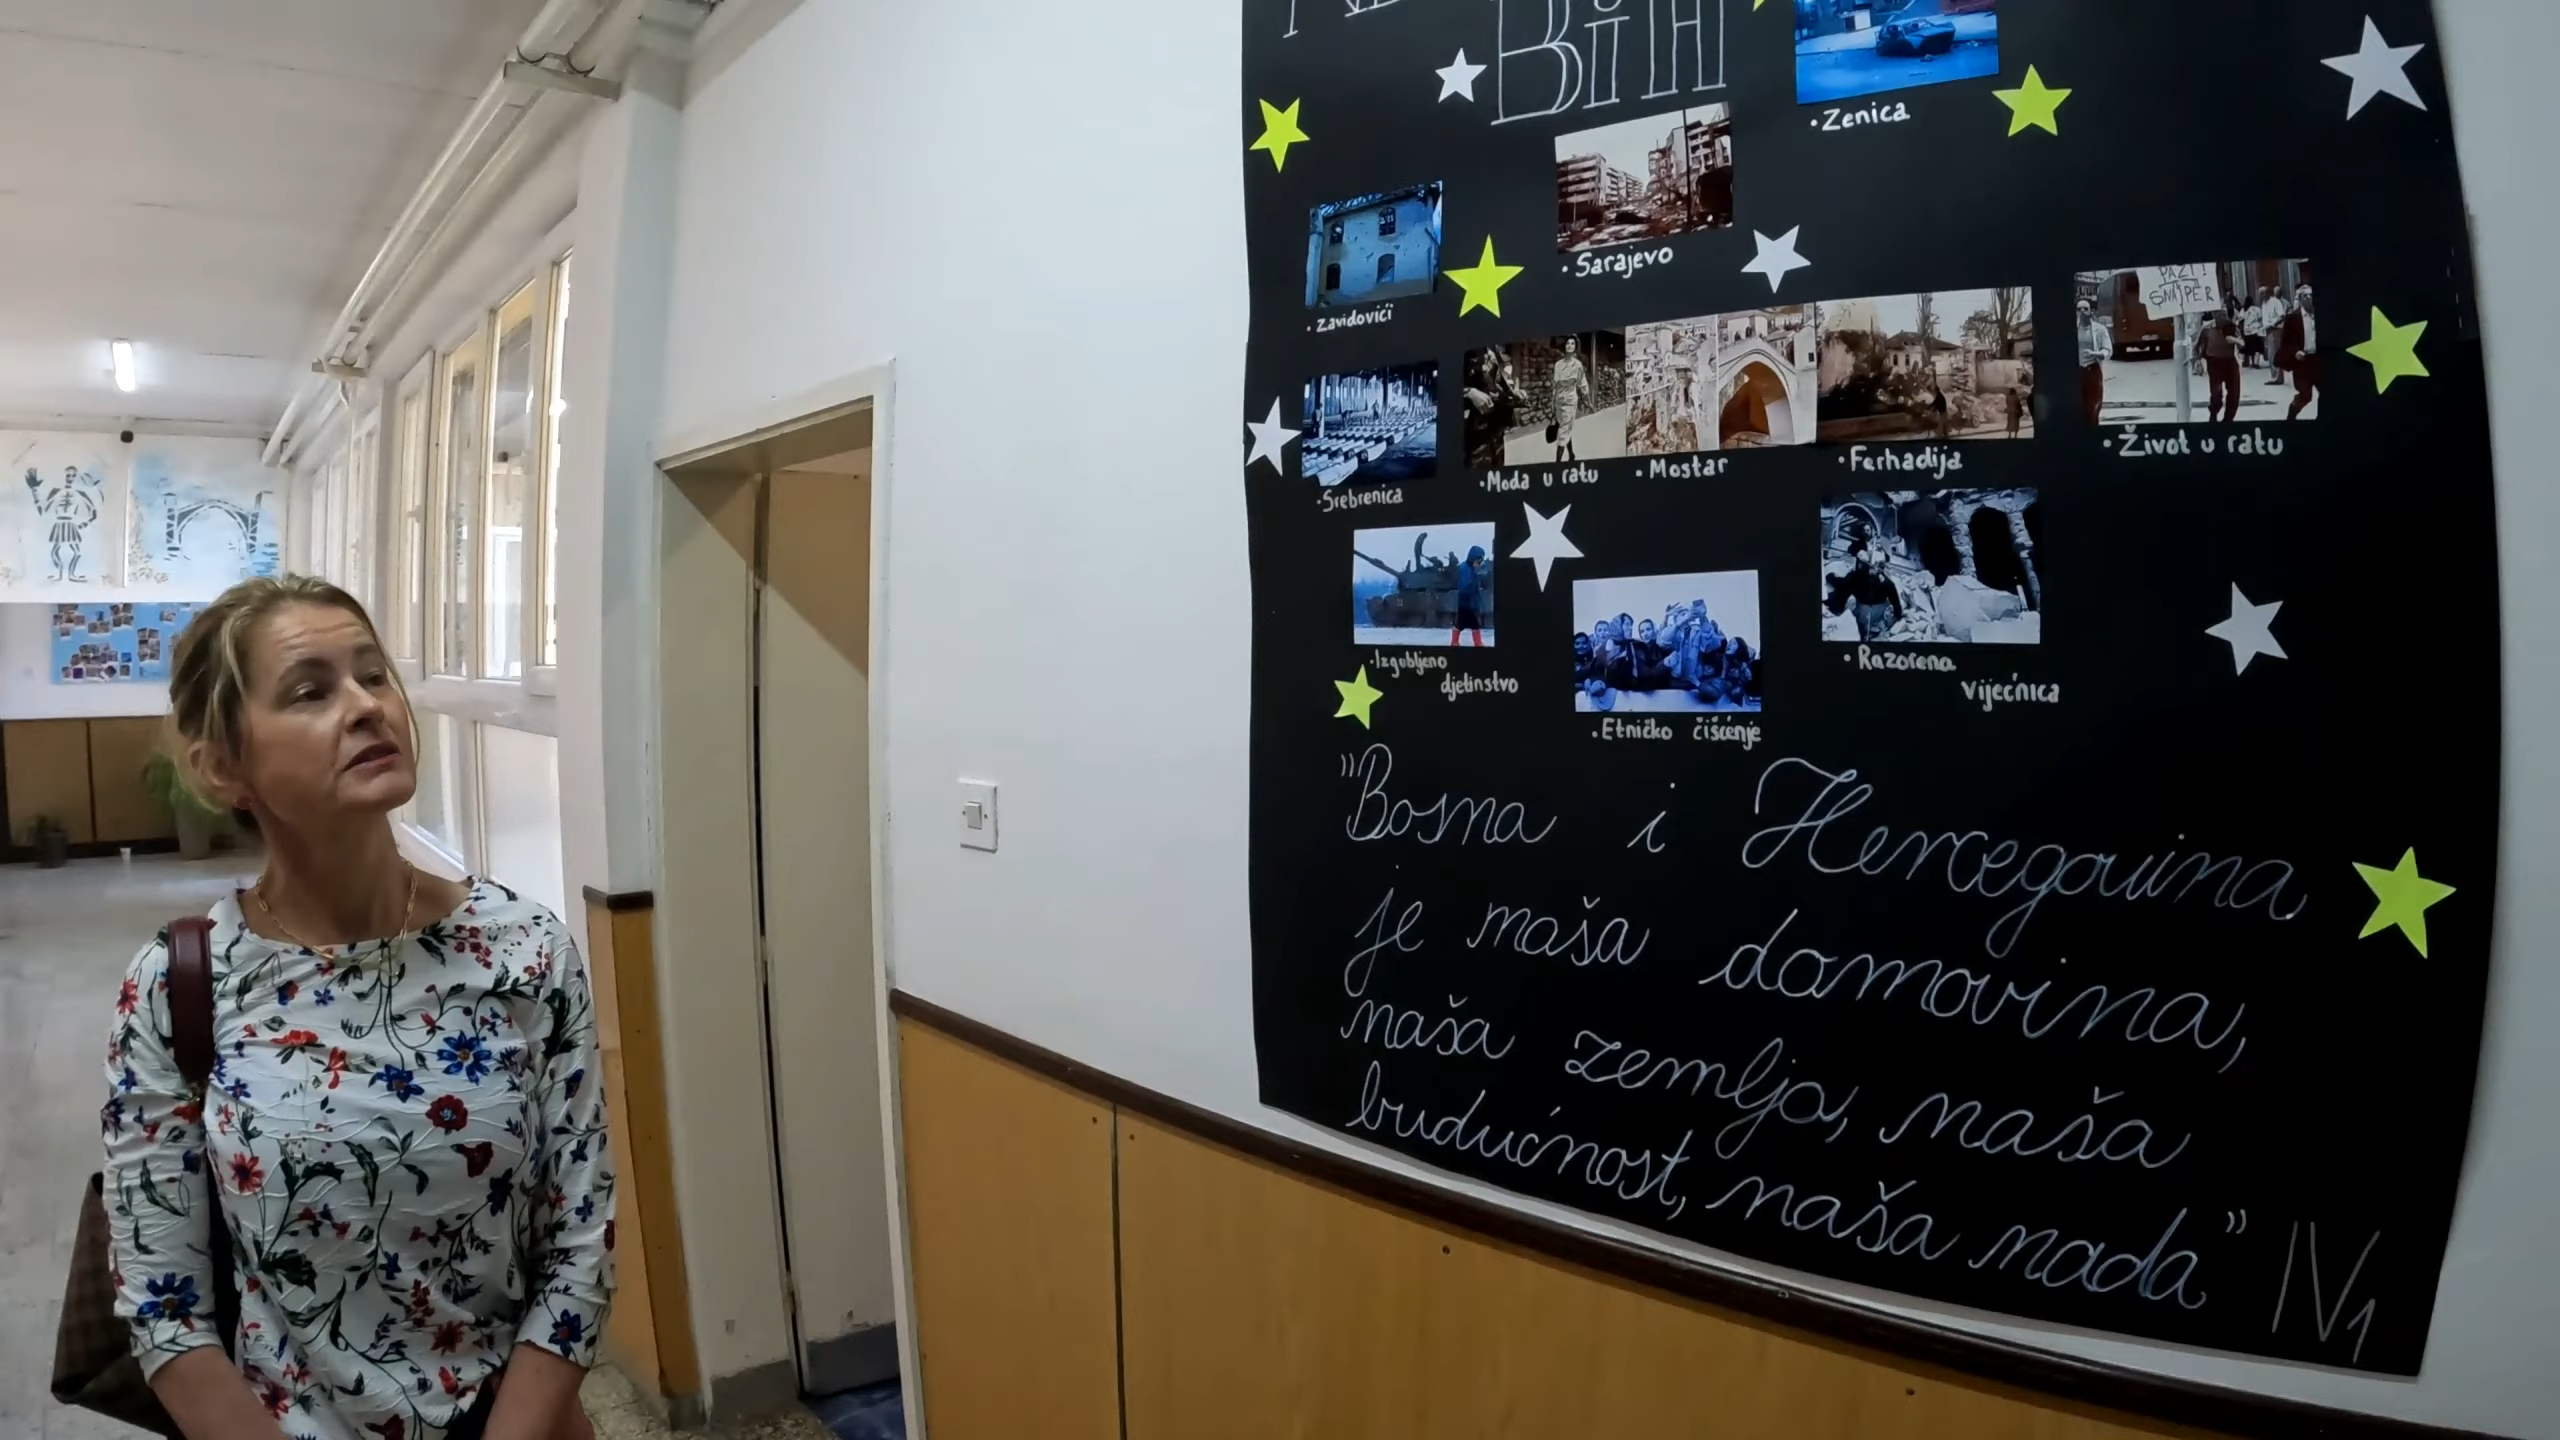 BiH
• Zenica
• Sarajevo
• Zavidovići
PAZI!
SNAJPER
• Srebrenica
• Moda u ratu
• Mostar
• Ferhadija
• Život u ratu
• Izgubljeno
djetinstvo
• Etničko čišćenje
• Razorena
Vijećnica
"Bosna i Hercegovina
je naša domovina,
naša zemlja, naša
budućnost, naša nada"
IV1